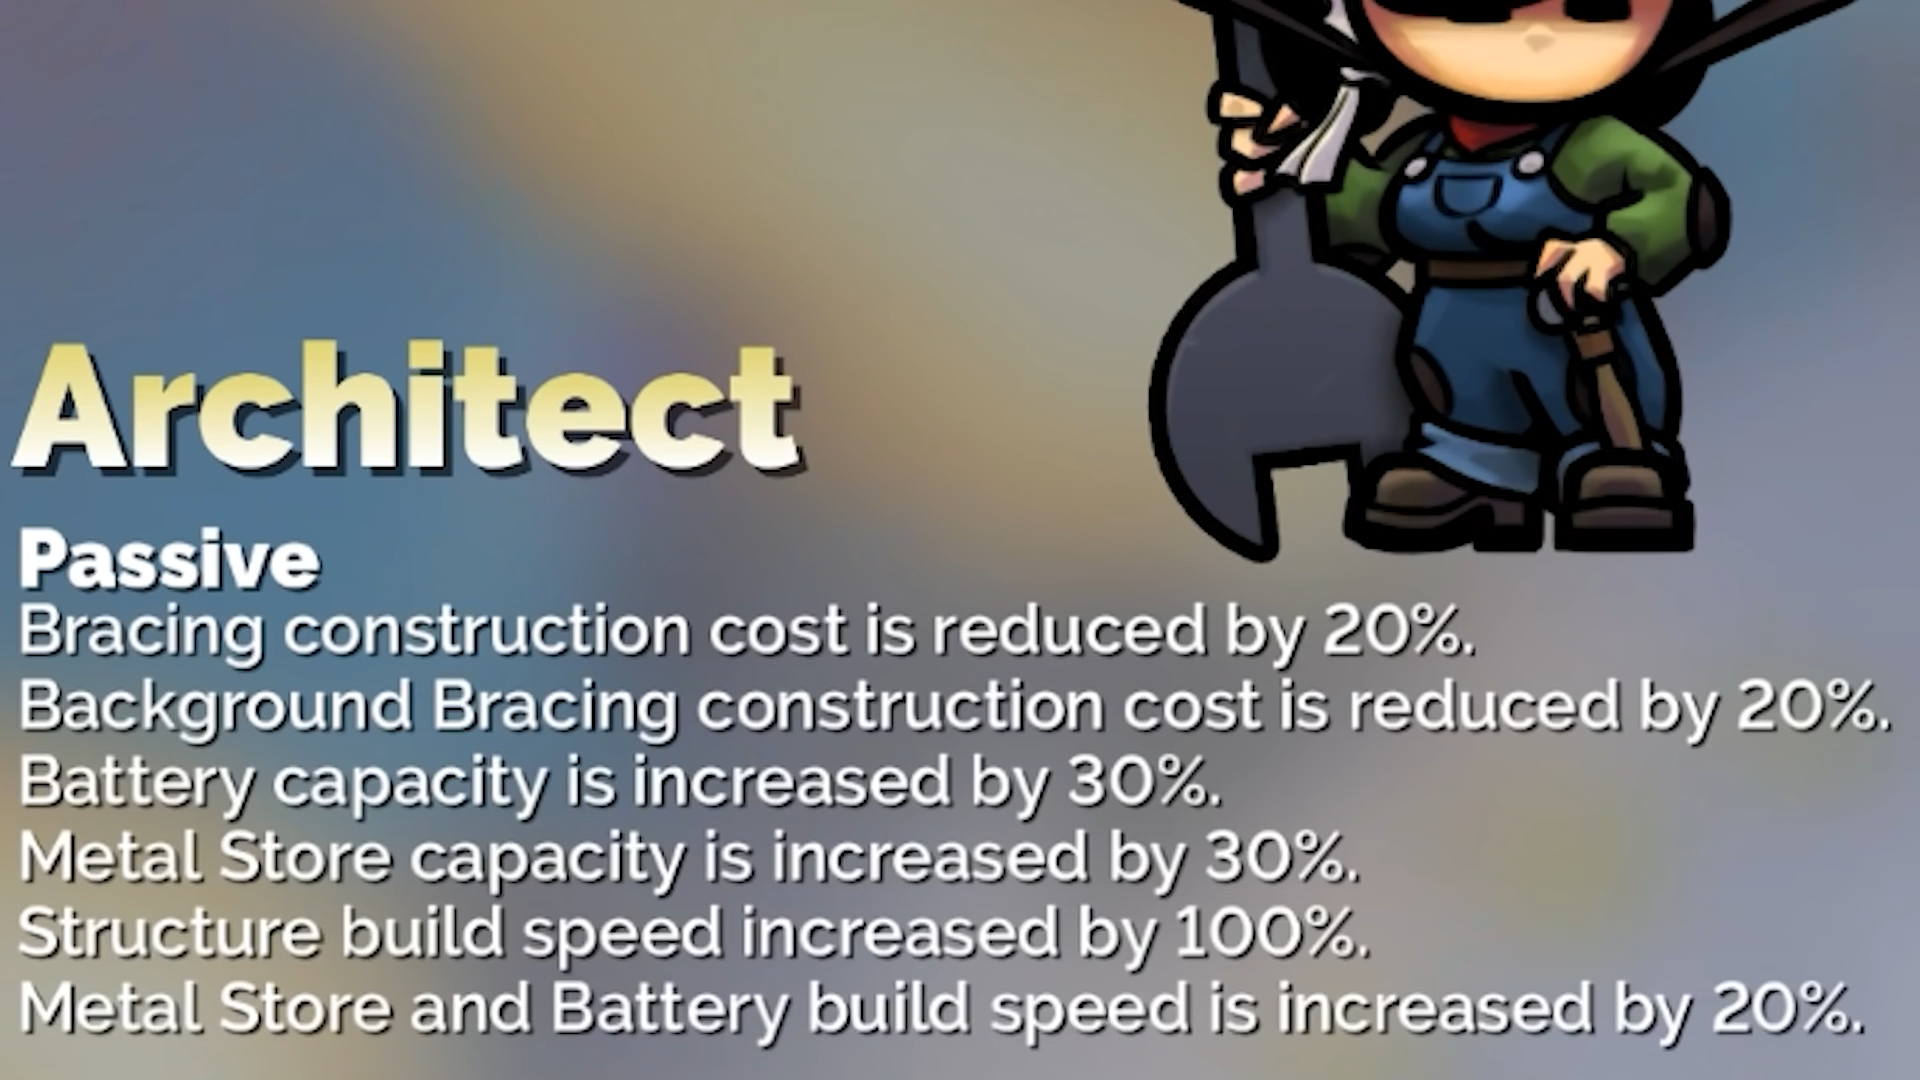 Architect
Passive
Bracing construction cost is reduced by 20%.
Background Bracing construction cost is reduced by 20%.
Battery capacity is increased by 30%.
Metal Store capacity is increased by 30%.
Structure build speed increased by 100%.
Metal Store and Battery build speed is increased by 20%.